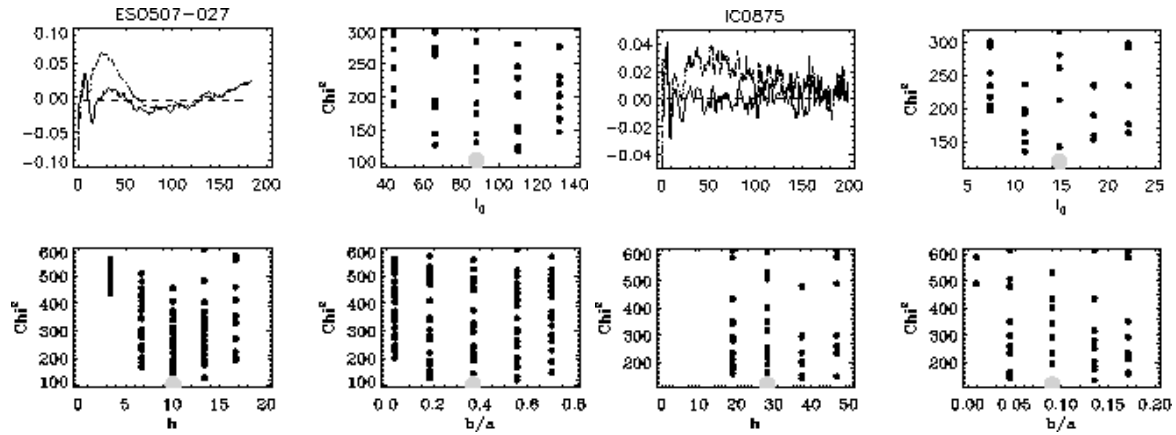 ESO507-027
0.10
0.05
0.00
-0.05
-0.10
0 50 100 150 200
Chi²
300
250
200
150
100
40 60 80 100 120 140
I₀
IC0875
0.04
0.02
0.00
-0.02
-0.04
0 50 100 150 200
Chi²
300
250
200
150
5 10 15 20 25
I₀
Chi²
600
500
400
300
200
100
0 5 10 15 20
h
Chi²
600
500
400
300
200
100
0.0 0.2 0.4 0.6 0.8
b/a
Chi²
600
500
400
300
200
0 10 20 30 40 50
h
Chi²
600
500
400
300
200
0.00 0.05 0.10 0.15 0.20
b/a